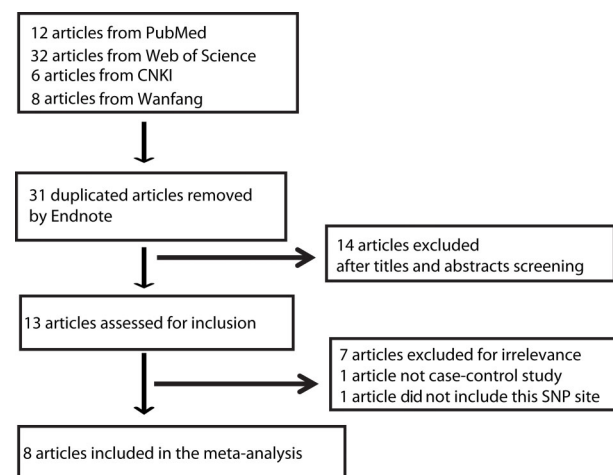 12 articles from PubMed
32 articles from Web of Science
6 articles from CNKI
8 articles from Wanfang
31 duplicated articles removed
by Endnote
14 articles excluded
after titles and abstracts screening
13 articles assessed for inclusion
7 articles excluded for irrelevance
1 article not case-control study
1 article did not include this SNP site
8 articles included in the meta-analysis